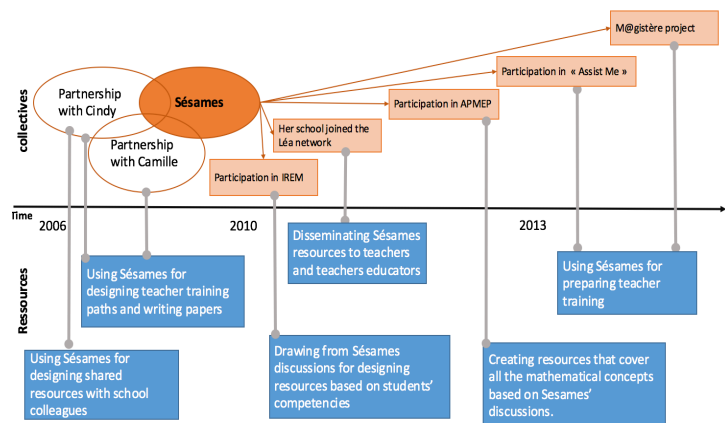 M@gistère project
Participation in « Assist Me »
Partnership
with Cindy
Sésames
Participation in APMEP
collectives
Her school joined the
Léa network
Partnership
with Camille
Participation in IREM
Time
2006
2010
2013
Ressources
Disseminating Sésames
resources to teachers
and teachers educators
Using Sésames for
designing teacher training
paths and writing papers
Using Sésames for
preparing teacher
training
Using Sésames for
designing shared
resources with school
colleagues
Drawing from Sésames
discussions for designing
resources based on students’
competencies
Creating resources that cover
all the mathematical concepts
based on Sesames’
discussions.